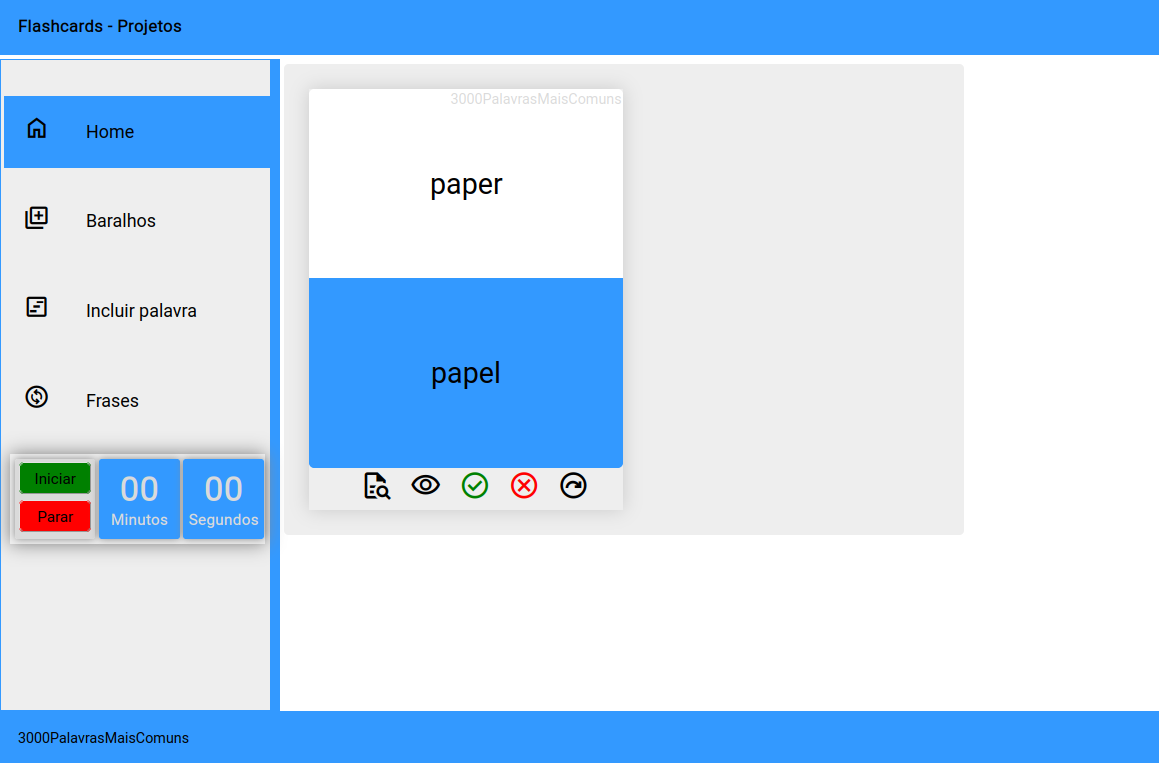 Flashcards - Projetos
Home
Baralhos
Incluir palavra
Frases
Iniciar
Parar
00
Minutos
00
Segundos
3000PalavrasMaisComuns
paper
papel
3000PalavrasMaisComuns